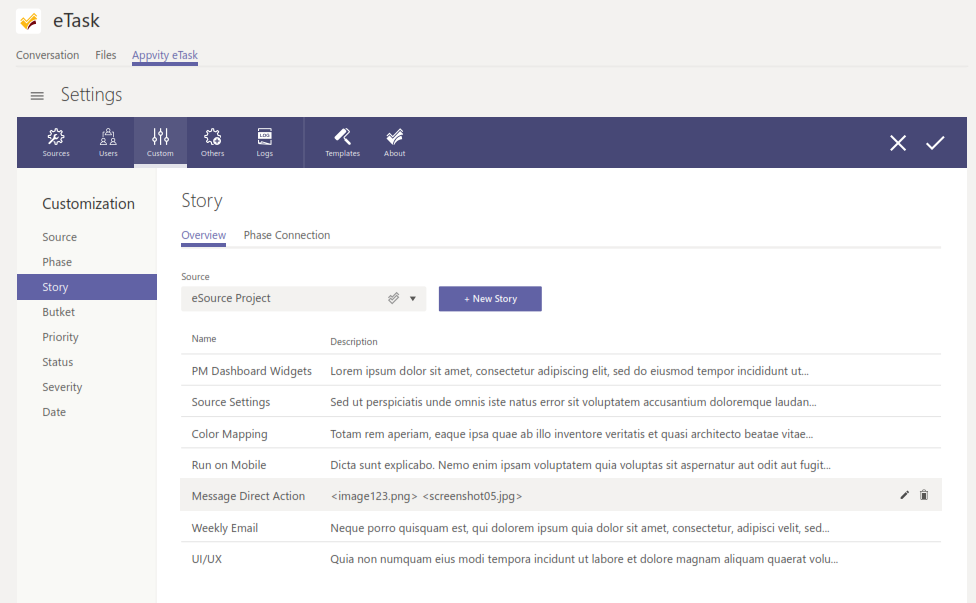 eTask
Conversation Files Appvity eTask
Settings
Sources Users Custom Others LOG Logs Templates About
Customization
Source
Phase
Story
Butket
Priority
Status
Severity
Date
Story
Overview Phase Connection
Source
eSource Project + New Story
Name Description
PM Dashboard Widgets Lorem ipsum dolor sit amet, consectetur adipiscing elit, sed do eiusmod tempor incididunt ut...
Source Settings Sed ut perspiciatis unde omnis iste natus error sit voluptatem accusantium doloremque laudan...
Color Mapping Totam rem aperiam, eaque ipsa quae ab illo inventore veritatis et quasi architecto beatae vitae...
Run on Mobile Dicta sunt explicabo. Nemo enim ipsam voluptatem quia voluptas sit aspernatur aut odit aut fugit...
Message Direct Action <image123.png> <screenshot05.jpg>
Weekly Email Neque porro quisquam est, qui dolorem ipsum quia dolor sit amet, consectetur, adipisci velit, sed...
UI/UX Quia non numquam eius modi tempora incidunt ut labore et dolore magnam aliquam quaerat volu...